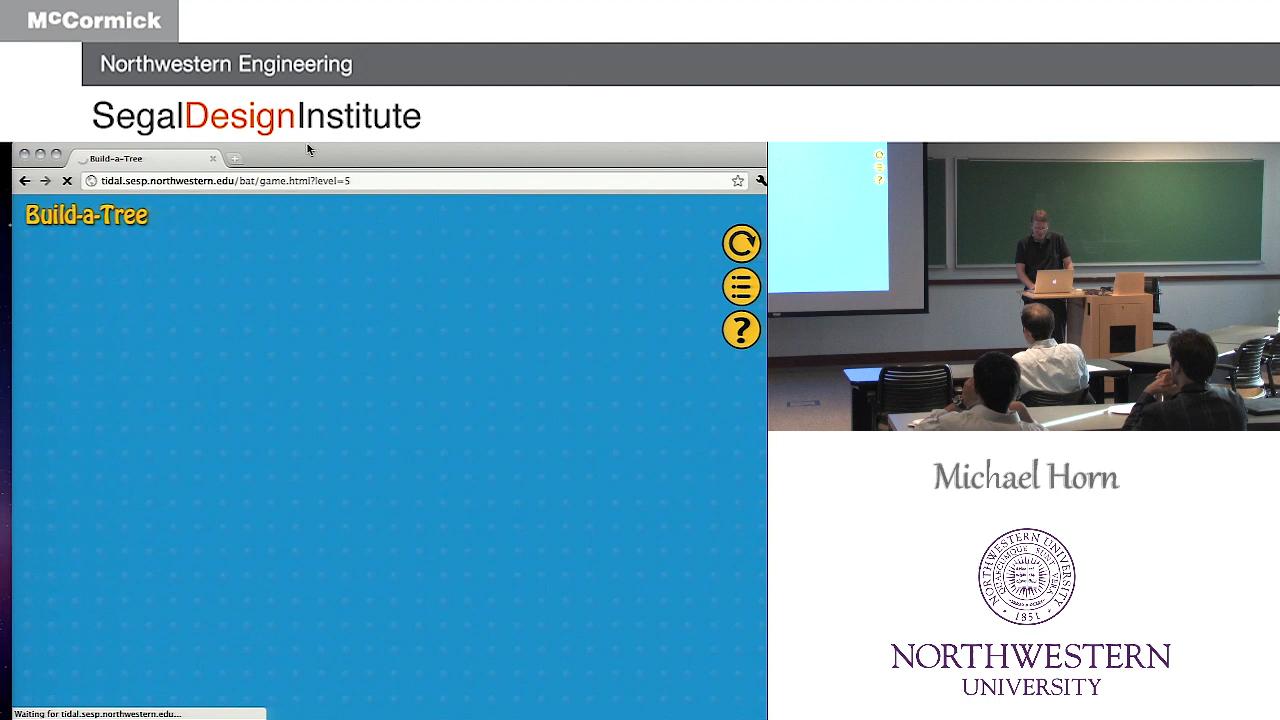 McCormick
Northwestern Engineering
SegalDesignInstitute
Build-a-Tree
tidal.sesp.northwestern.edu/bat/game.html?level=5
Build-a-Tree
?
Waiting for tidal.sesp.northwestern.edu...
Michael Horn
1851
NORTHWESTERN
UNIVERSITY